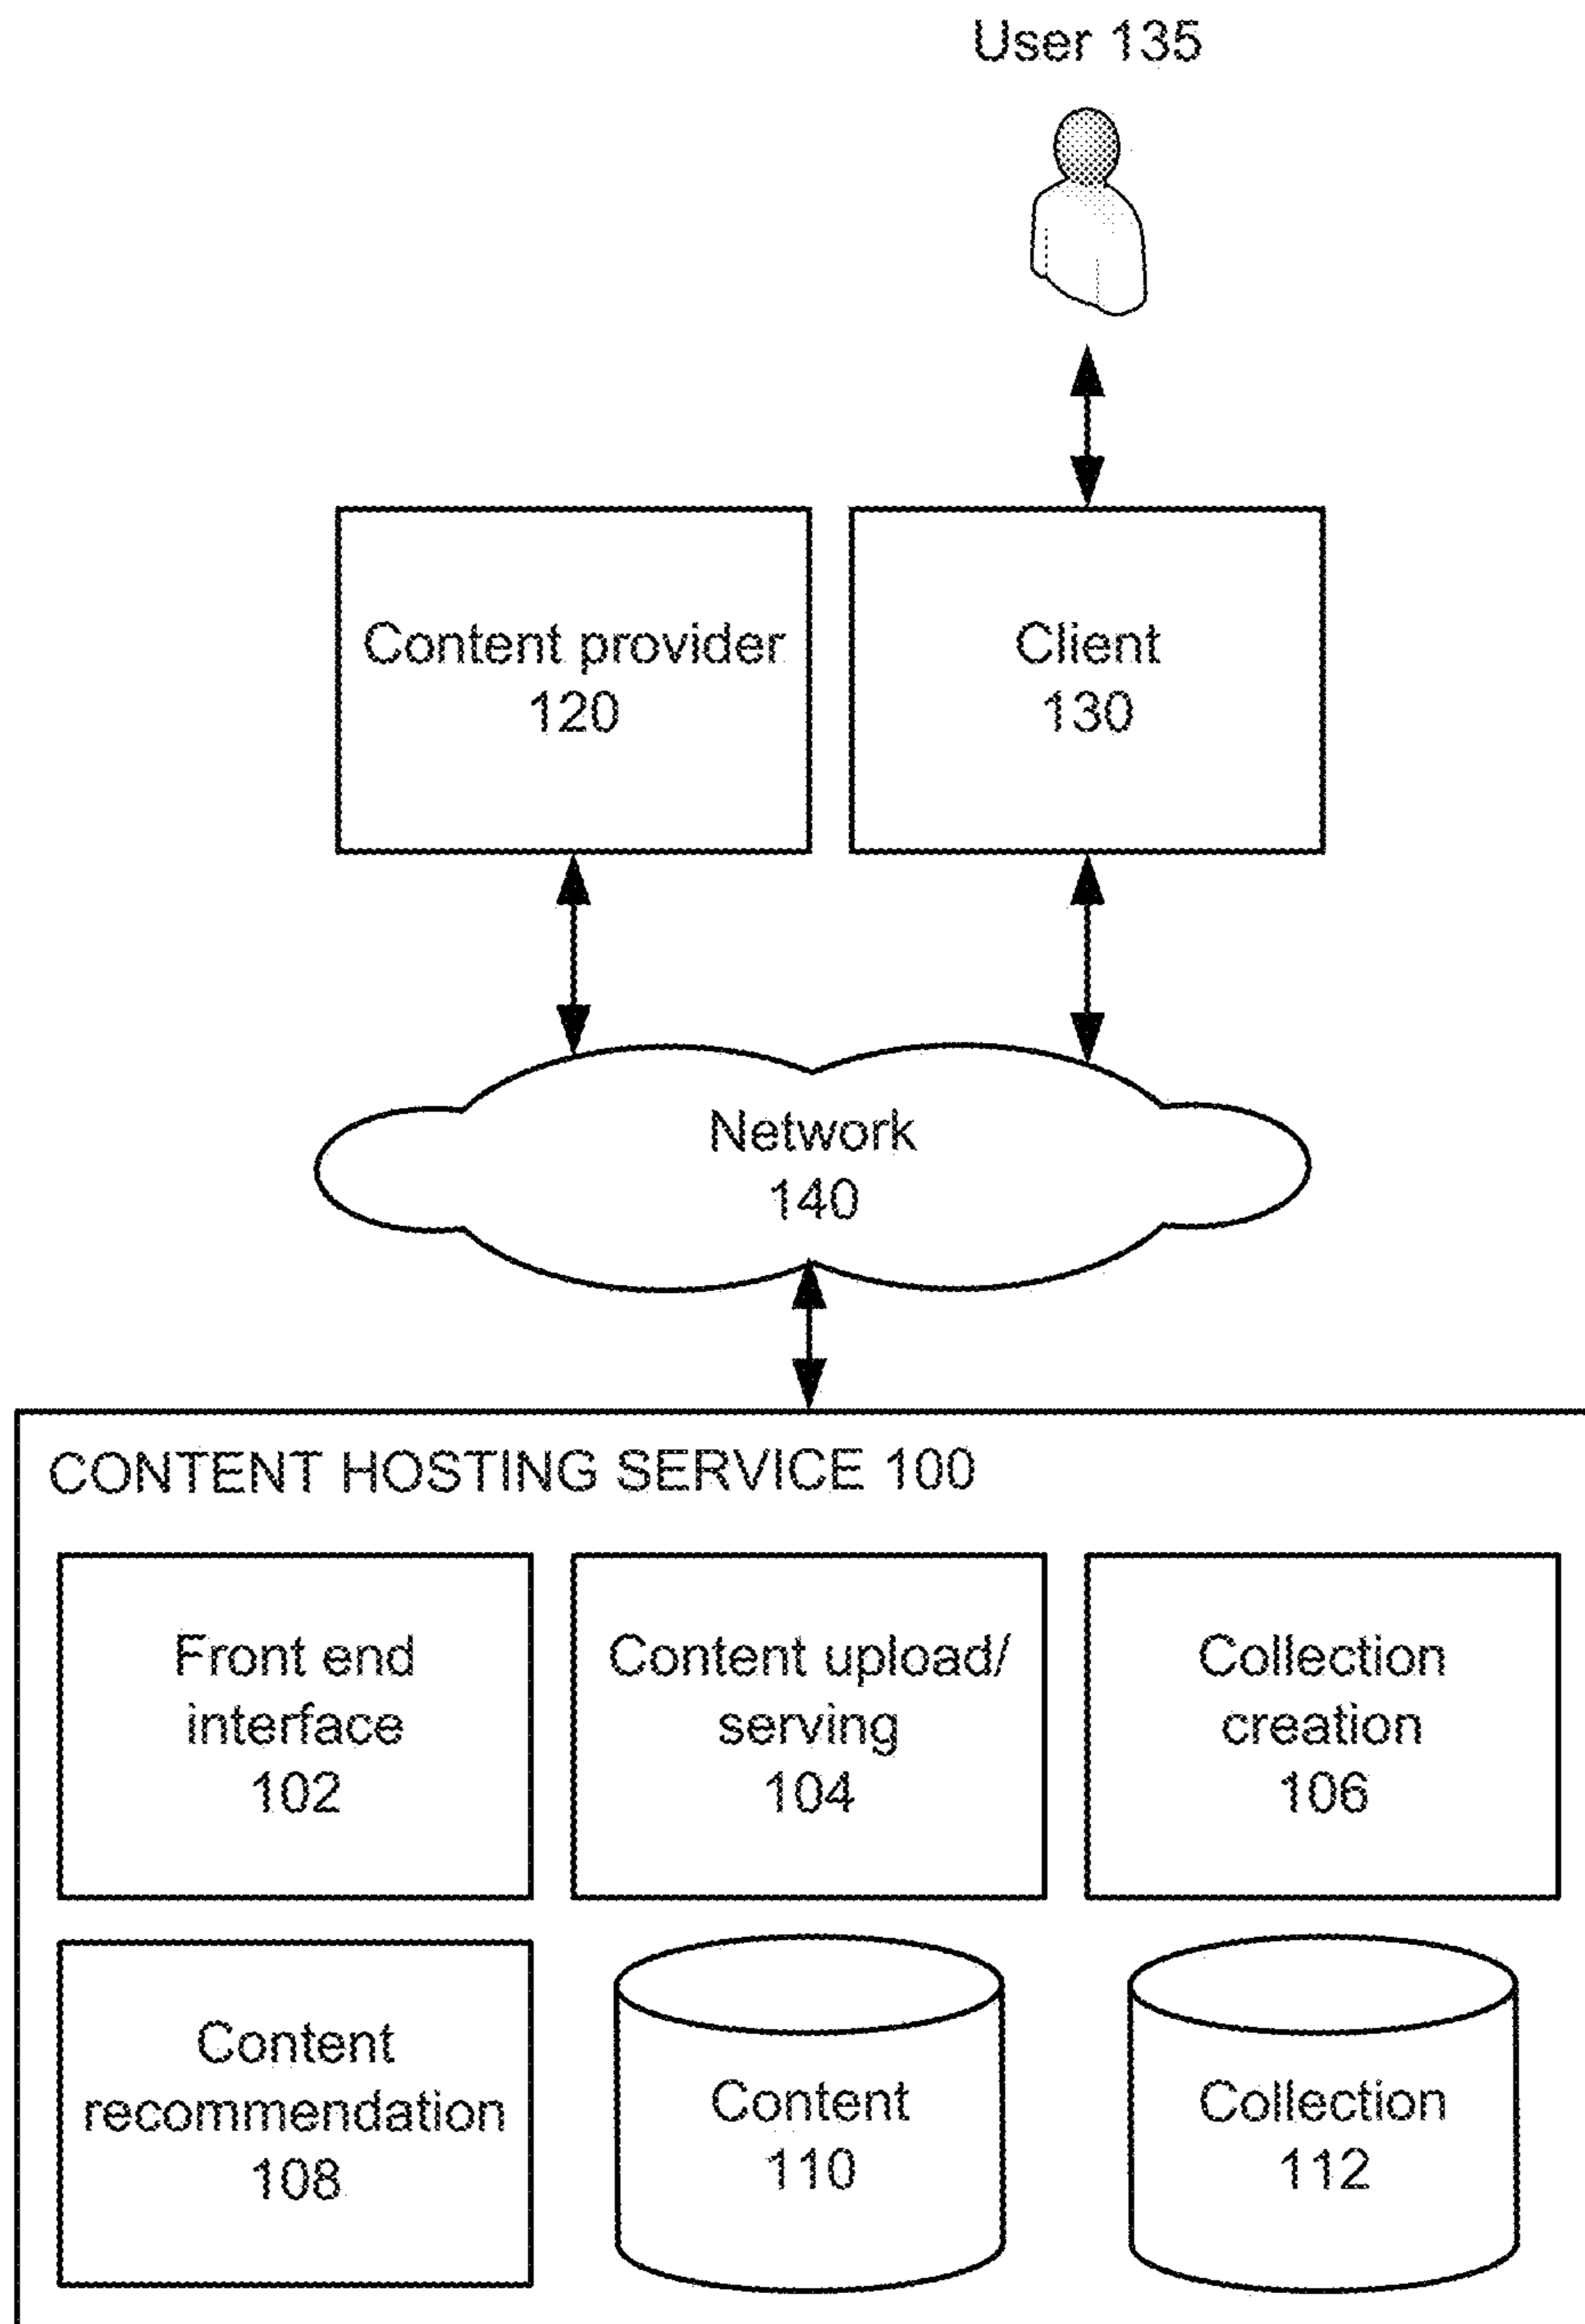 User 135
Content provider
120
Client
130
Network
140
CONTENT HOSTING SERVICE 100
Front end
interface
102
Content upload/
serving
104
Collection
creation
106
Content
recommendation
108
Content
110
Collection
112